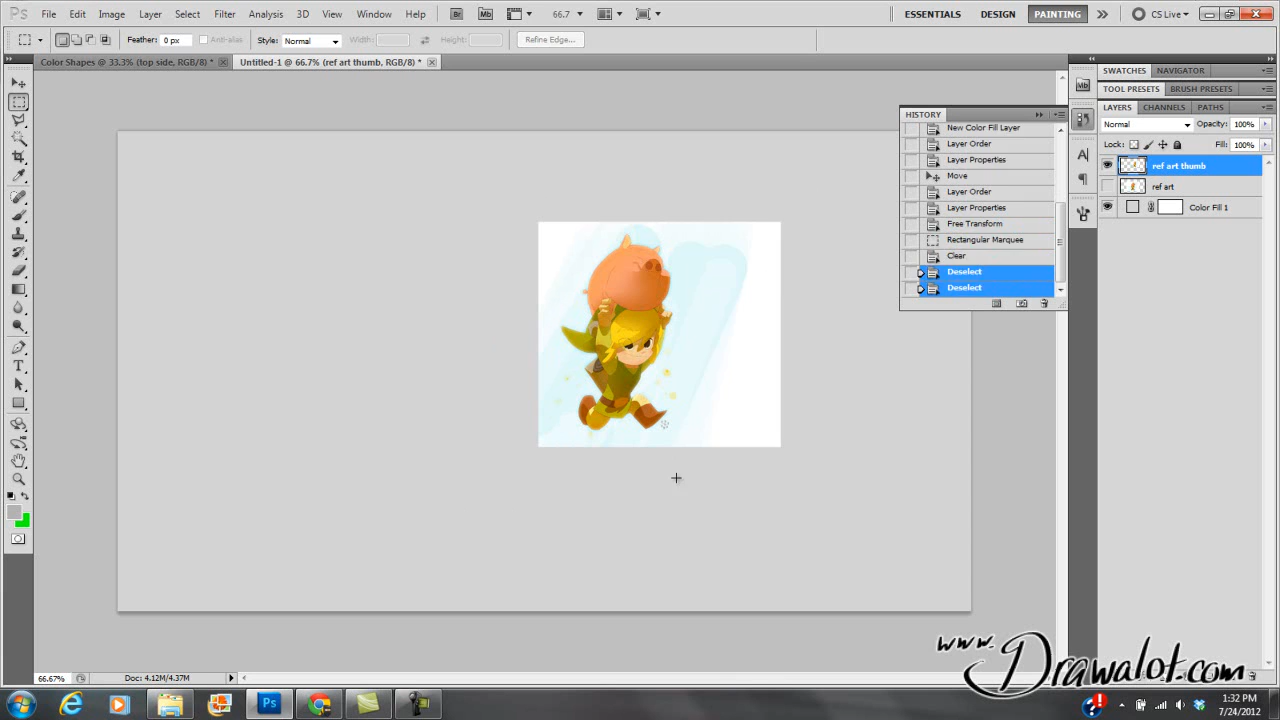 Ps File Edit Image Layer Select Filter Analysis 3D View Window Help Br Mb 66.7 ESSENTIALS DESIGN PAINTING CS Live
Feather: 0 px Anti-alias Style: Normal Width: Height: Refine Edge...
Color Shapes @ 33.3% (top side, RGB/8) * Untitled-1 @ 66.7% (ref art thumb, RGB/8) *
SWATCHES NAVIGATOR
TOOL PRESETS BRUSH PRESETS
LAYERS CHANNELS PATHS
Normal Opacity: 100%
Lock: Fill: 100%
ref art thumb
ref art
Color Fill 1
HISTORY
New Color Fill Layer
Layer Order
Layer Properties
Move
Layer Order
Layer Properties
Free Transform
Rectangular Marquee
Clear
Deselect
Deselect
66.67% Doc: 4.12M/4.37M
www.
Drawalot.com
Ps
1:32 PM
7/24/2012